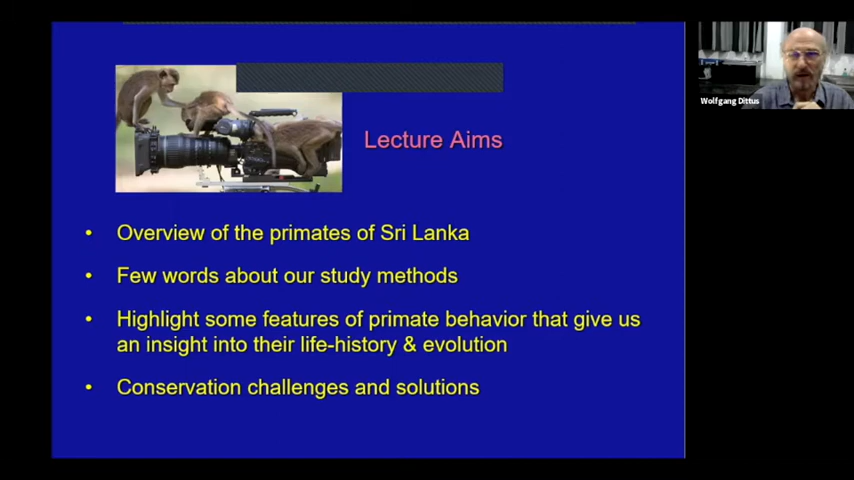 Lecture Aims
Wolfgang Dittus
• Overview of the primates of Sri Lanka
• Few words about our study methods
• Highlight some features of primate behavior that give us
an insight into their life-history & evolution
• Conservation challenges and solutions